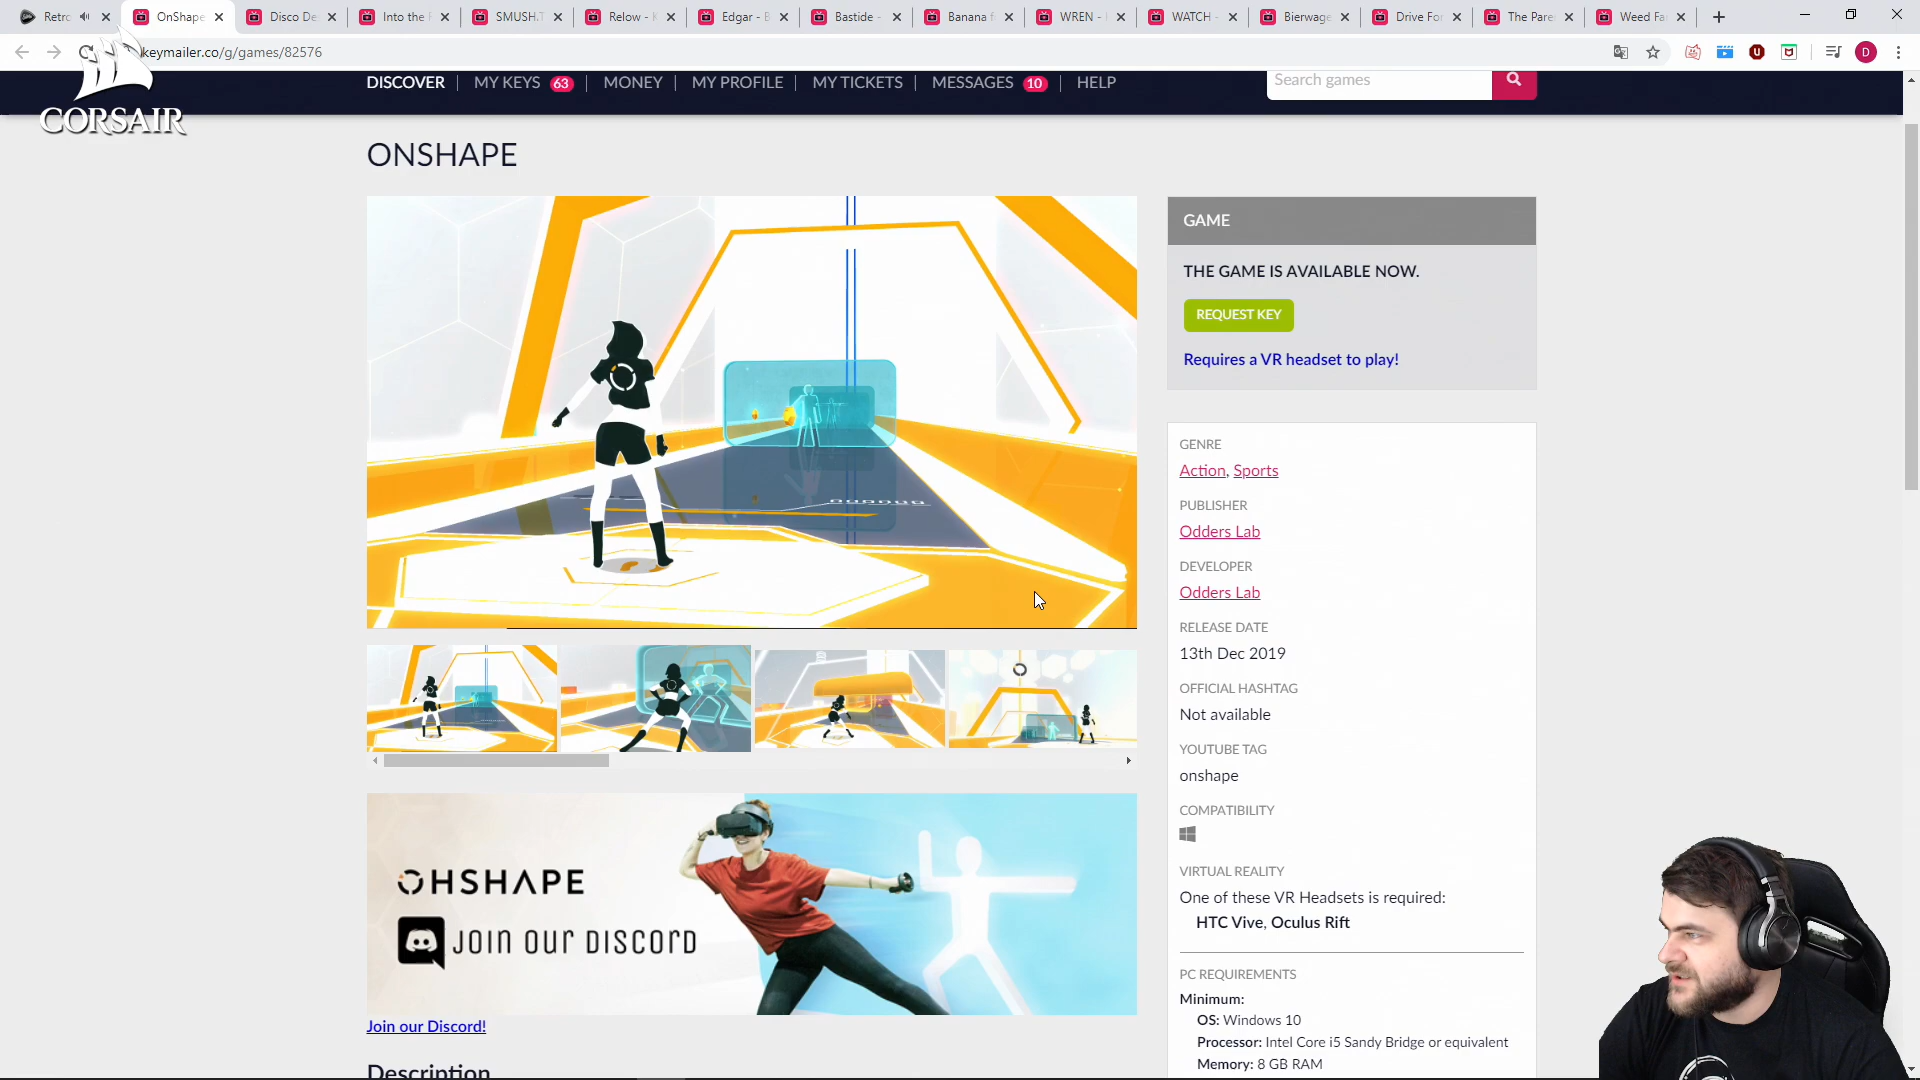 Retro
OnShape
Disco De
Into the
SMUSH.T
Relow -
Edgar - B
Bastide -
Banana f
WREN -
WATCH -
Bierwage
Drive For
The Pare
Weed Fa
keymailer.co/g/games/82576
CORSAIR
DISCOVER
MY KEYS 63
MONEY
MY PROFILE
MY TICKETS
MESSAGES 10
HELP
Search games
ONSHAPE
GAME
THE GAME IS AVAILABLE NOW.
REQUEST KEY
Requires a VR headset to play!
GENRE
Action, Sports
PUBLISHER
Odders Lab
DEVELOPER
Odders Lab
RELEASE DATE
13th Dec 2019
OFFICIAL HASHTAG
Not available
YOUTUBE TAG
onshape
COMPATIBILITY
VIRTUAL REALITY
One of these VR Headsets is required:
HTC Vive, Oculus Rift
PC REQUIREMENTS
Minimum:
OS: Windows 10
Processor: Intel Core i5 Sandy Bridge or equivalent
Memory: 8 GB RAM
OHSHAPE
JOIN OUR DISCORD
Join our Discord!
Description